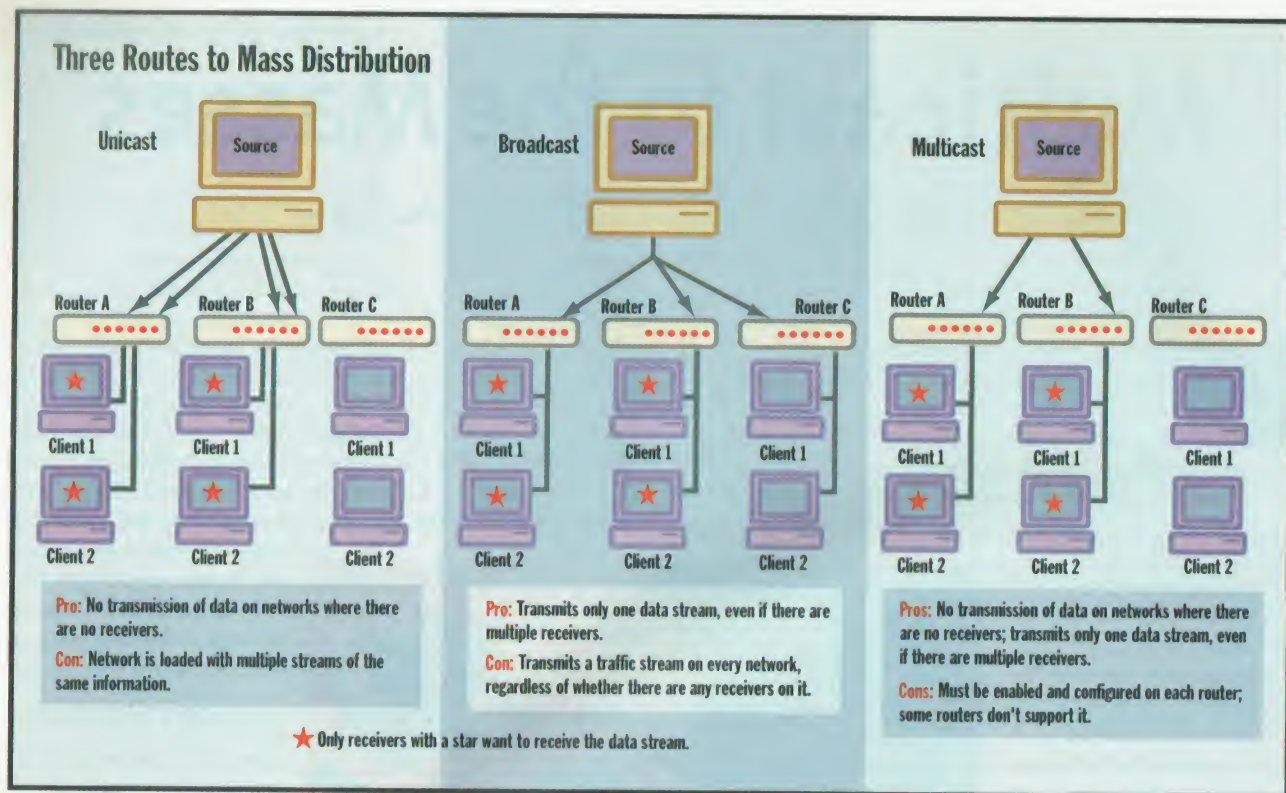 Three Routes to Mass Distribution
Unicast
Source
Router A
Router B
Router C
Client 1
Client 1
Client 1
Client 2
Client 2
Client 2
Pro: No transmission of data on networks where there
are no receivers.
Con: Network is loaded with multiple streams of the
same information.
Broadcast
Source
Router A
Router B
Router C
Client 1
Client 1
Client 1
Client 2
Client 2
Client 2
Pro: Transmits only one data stream, even if there are
multiple receivers.
Con: Transmits a traffic stream on every network,
regardless of whether there are any receivers on it.
Multicast
Source
Router A
Router B
Router C
Client 1
Client 1
Client 1
Client 2
Client 2
Client 2
Pros: No transmission of data on networks where there
are no receivers; transmits only one data stream, even
if there are multiple receivers.
Cons: Must be enabled and configured on each router;
some routers don't support it.
Only receivers with a star want to receive the data stream.